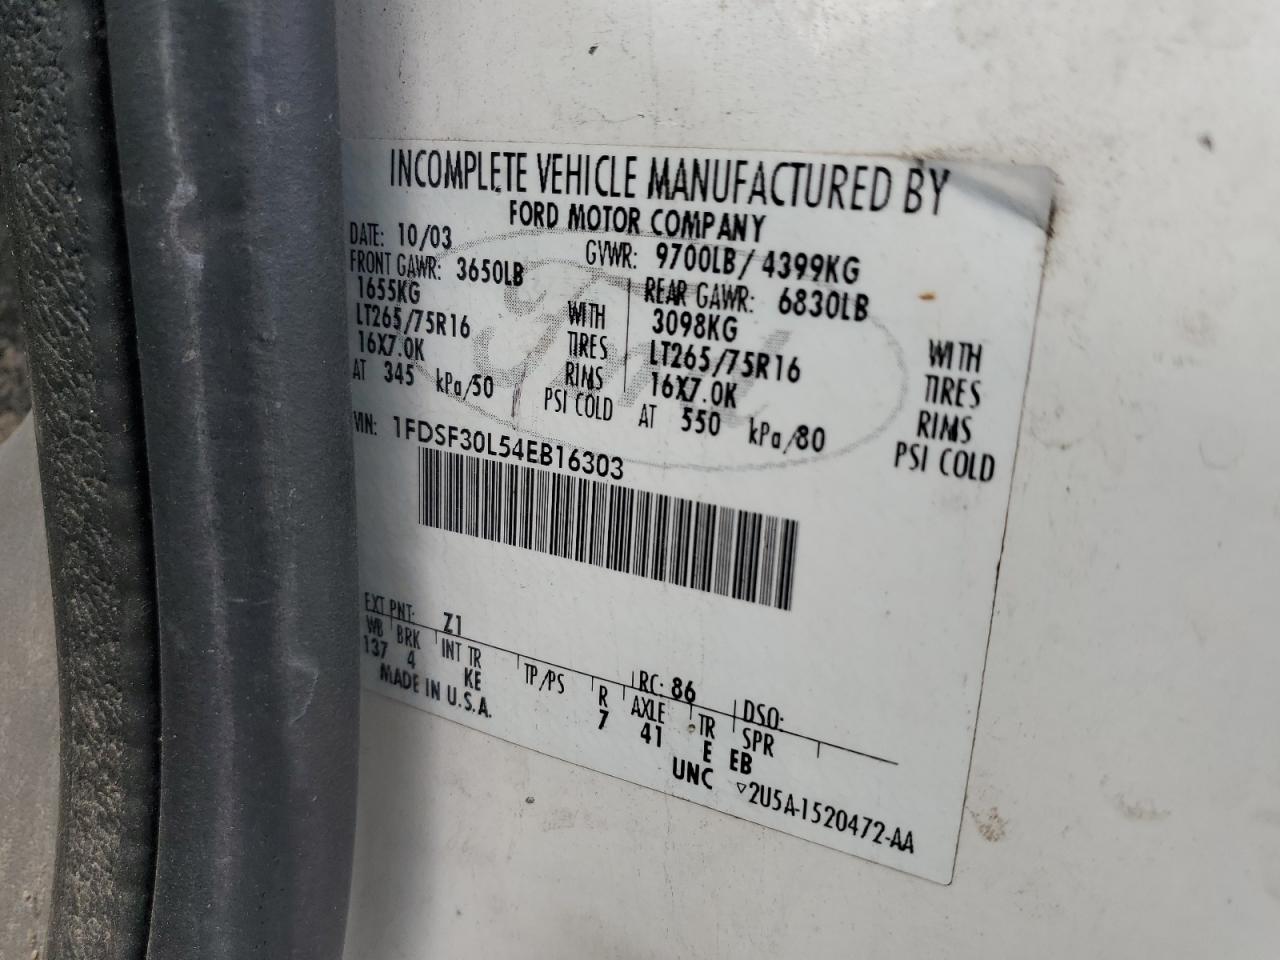 INCOMPLETE VEHICLE MANUFACTURED BY
FORD MOTOR COMPANY
DATE: 10/03 GVWR: 9700LB/4399KG
FRONT GAWR: 3650LB REAR GAWR: 6830LB
1655KG WITH 3098KG WITH
LT265/75R16 TIRES LT265/75R16 TIRES
16X7.0K RIMS 16X7.0K RIMS
AT 345 kPa/50 PSI COLD AT 550 kPa/80 PSI COLD
VIN: 1FDSF30L54EB16303
Ford
EXT PNT: Z1 RC: 86 DSO:
WB BRK INT TR TP/PS R AXLE TR SPR
137 4 KE 7 41 E EB
MADE IN U.S.A. UNC ▽2U5A-1520472-AA